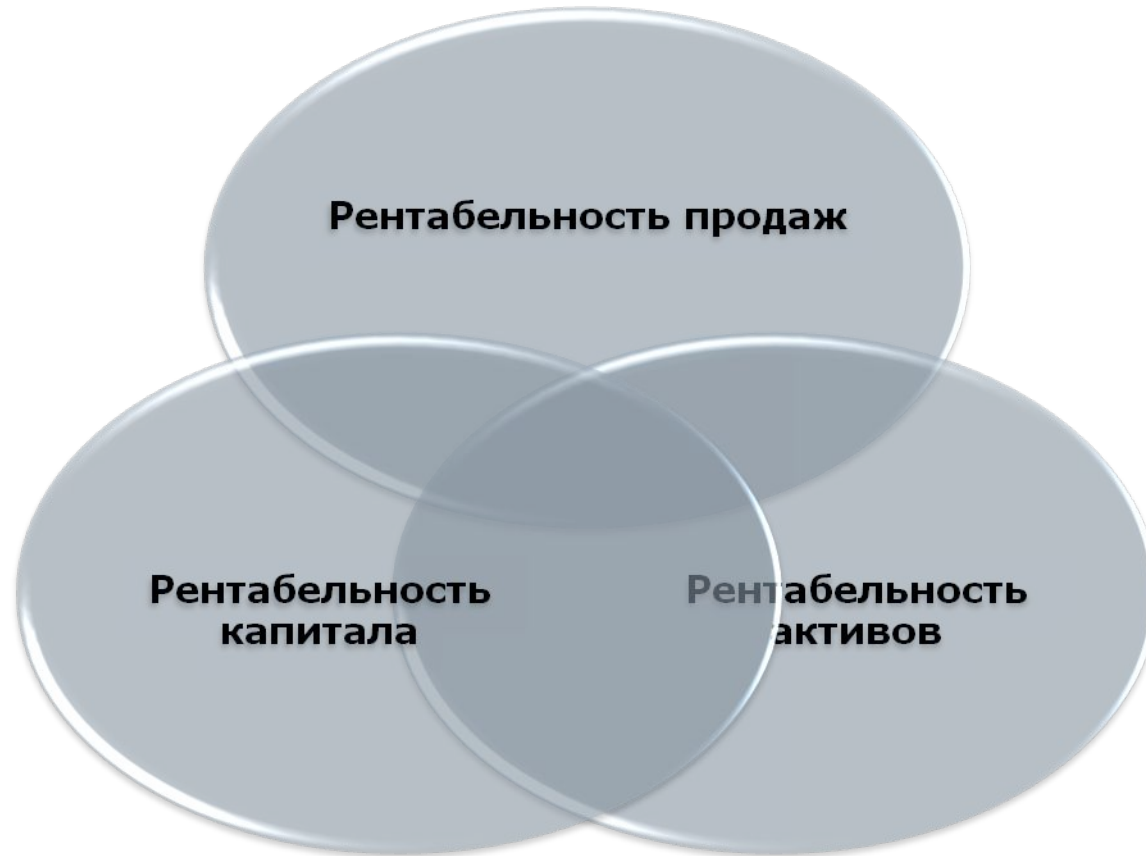 Рентабельность продаж
Рентабельность
капитала
Рентабельность
активов